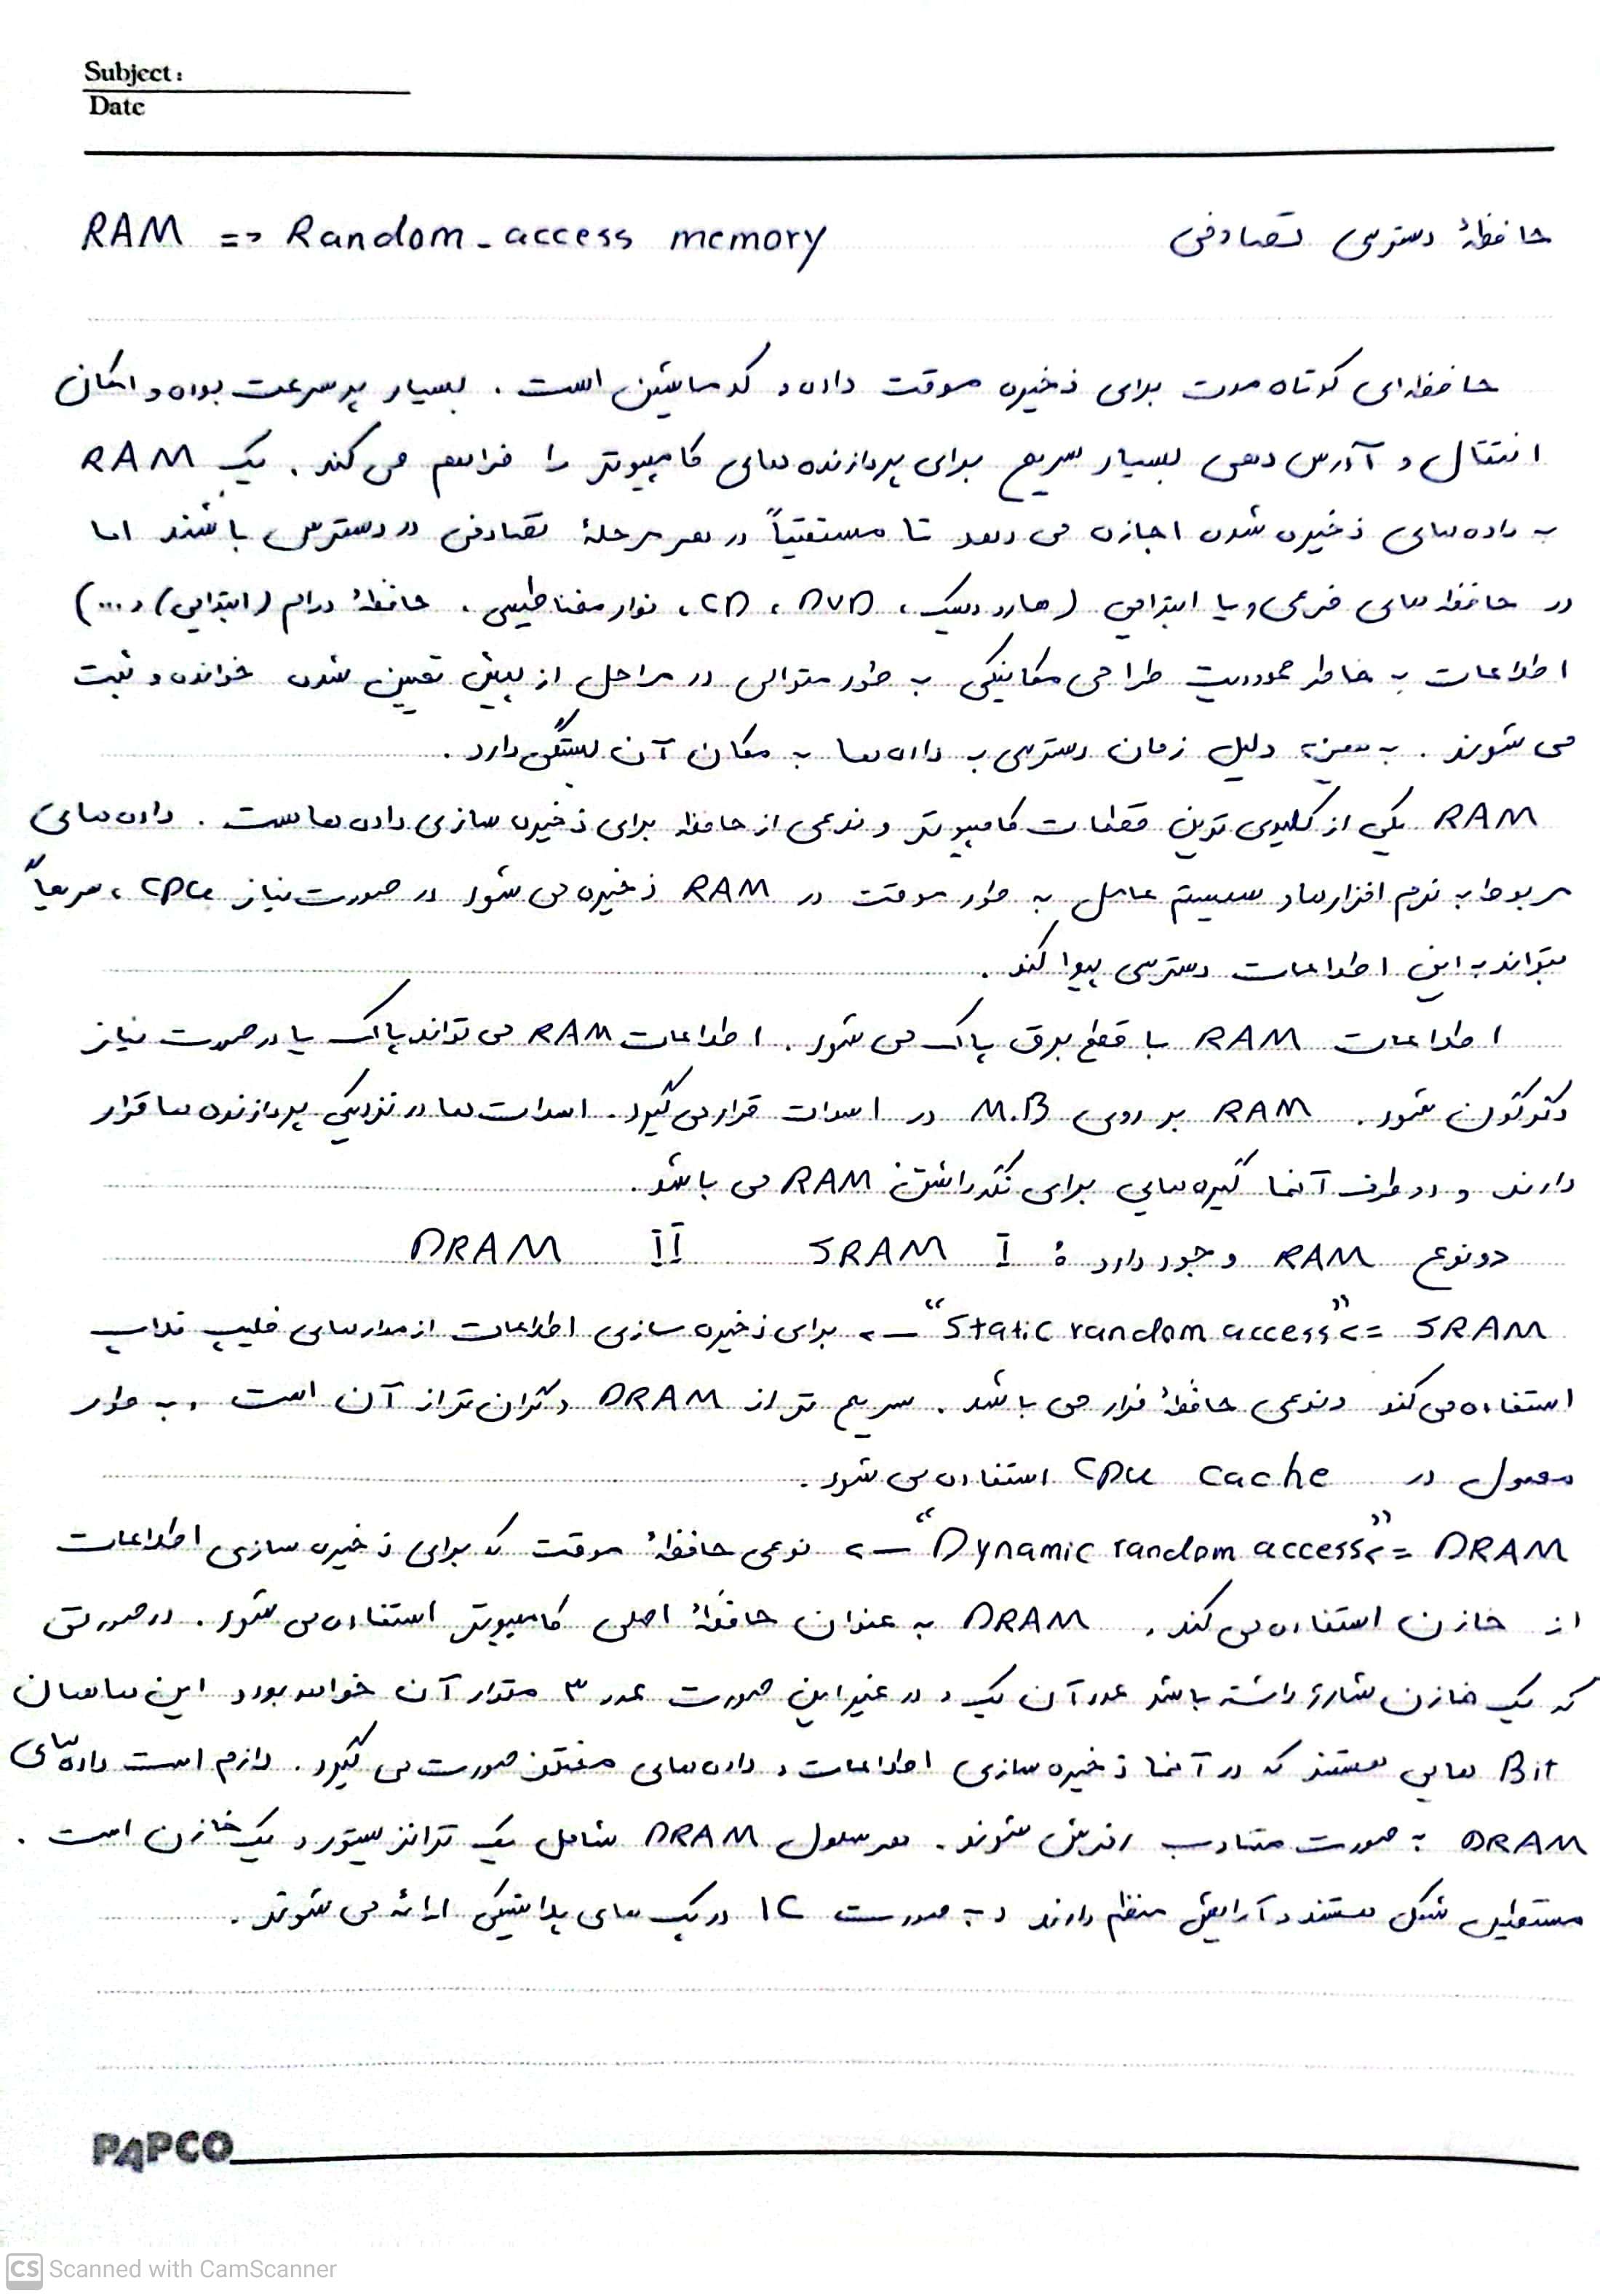 Subject:
Date
RAM => Random-access memory حافظهٔ دسترسی تصادفی
حافظه‌ای کوتاه مدت برای ذخیره موقت داده و کد ماشین است. بسیار پر سرعت بوده و امکان
انتقال و آدرس دهی بسیار سریع برای پردازنده های کامپیوتر را فراهم می کند. یک RAM
به داده های ذخیره شده اجازه می دهد تا مستقیماً در هر مرحلهٔ تصادفی در دسترس باشند اما
در حافظه های فرعی و یا ابتدایی (هارد دیسک، CD، DVD، نوار مغناطیسی، حافظهٔ درام (ابتدایی) و ...)
اطلاعات به خاطر محدودیت طراحی مکانیکی به طور متوالی در مراحل از پیش تعیین شده خوانده و ثبت
می شوند. به همین دلیل زمان دسترسی به داده ها به مکان آن بستگی دارد.
RAM یکی از کلیدی ترین قطعات کامپیوتر و نوعی از حافظه برای ذخیره سازی داده هاست. داده های
مربوط به نرم افزارها و سیستم عامل به طور موقت در RAM ذخیره می شود در صورت نیاز CPU، سریعاً
بتواند به این اطلاعات دسترسی پیدا کند.
اطلاعات RAM با قطع برق پاک می شود. اطلاعات RAM می تواند پاک یا در صورت نیاز
دگرگون شود. RAM بر روی M.B در اسلات قرار می گیرد. اسلات ها در نزدیکی پردازنده ها قرار
دارند و دو طرف آنها گیره هایی برای نگه داشتن RAM می باشد.
دو نوع RAM وجود دارد: I SRAM II DRAM
SRAM => "Static random access" -> برای ذخیره سازی اطلاعات از مدارهای فلیپ فلاپ
استفاده می کند و نوعی حافظهٔ فرار می باشد. سریع تر از DRAM و گران تر از آن است و به طور
معمول در CPU cache استفاده می شود.
DRAM => "Dynamic random access" -> نوعی حافظهٔ موقت که برای ذخیره سازی اطلاعات
از خازن استفاده می کند. DRAM به عنوان حافظهٔ اصلی کامپیوتر استفاده می شود. در صورتی
که یک خازن شارژ داشته باشد عدد آن یک و در غیر این صورت عدد ۳ مقدار آن خواهد بود و این ها همان
Bit هایی هستند که در آنها ذخیره سازی اطلاعات و داده های مختلف صورت می گیرد. لازم است داده های
DRAM به صورت متناوب رفرش شوند. هر سلول DRAM شامل یک ترانزیستور و یک خازن است.
مستطیلی شکل هستند و آرایش منظم دارند و به صورت IC در پک های پلاستیکی ارائه می شوند.
PAPCO
CS Scanned with CamScanner